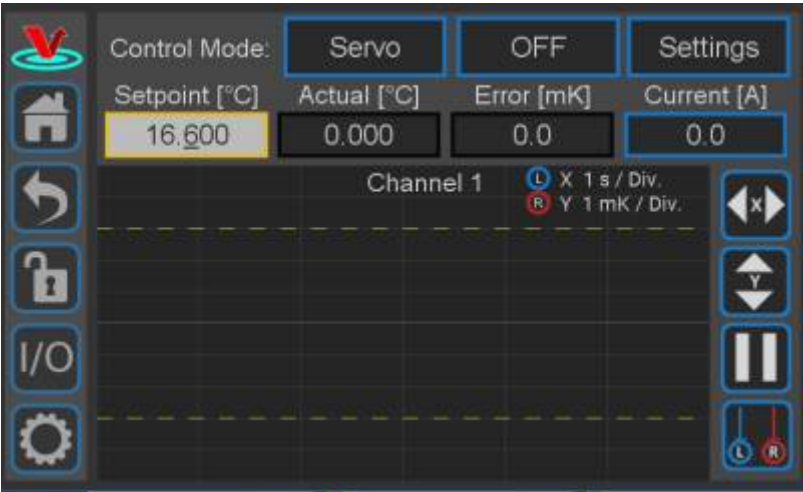 Control Mode: Servo OFF Settings
Setpoint [°C] Actual [°C] Error [mK] Current [A]
16.600 0.000 0.0 0.0
Channel 1 L X 1 s / Div.
R Y 1 mK / Div.
X
Y
I/O
L R